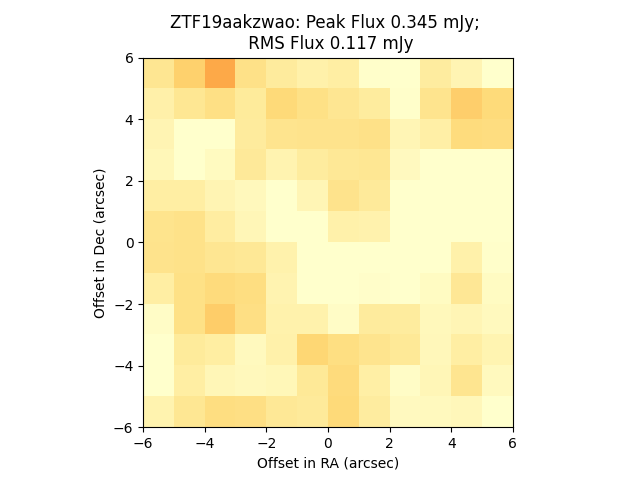 ZTF19aakzwao: Peak Flux 0.345 mJy;
RMS Flux 0.117 mJy
6
4
2
0
−2
−4
−6
Offset in Dec (arcsec)
−6 −4 −2 0 2 4 6
Offset in RA (arcsec)